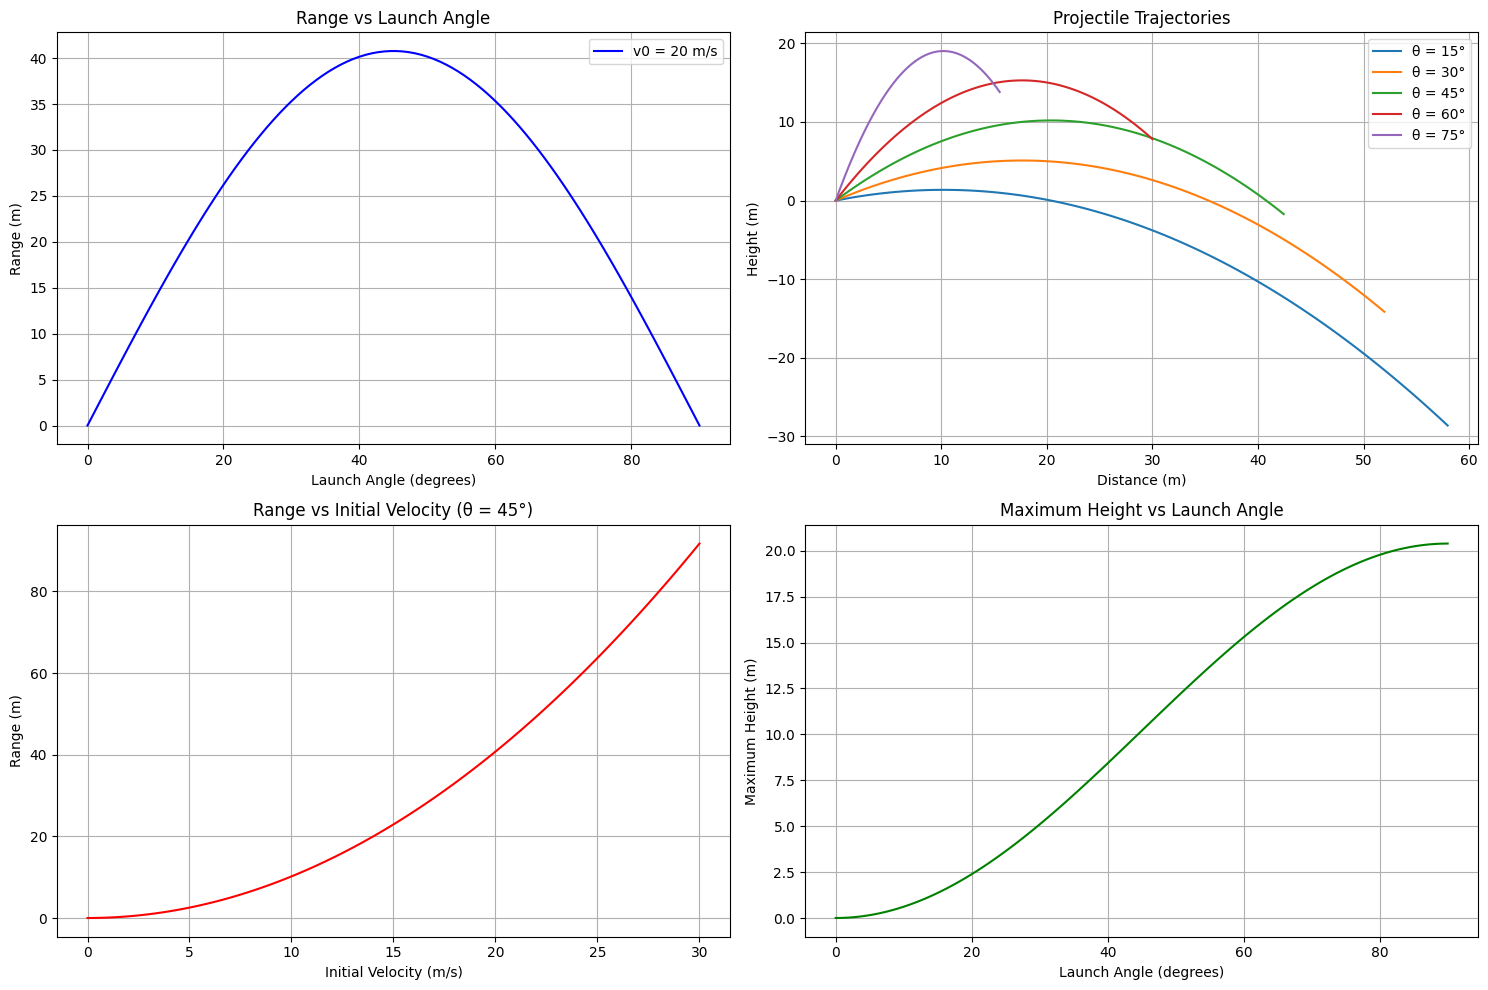 Range vs Launch Angle
v0 = 20 m/s
Range (m)
40
35
30
25
20
15
10
5
0
0 20 40 60 80
Launch Angle (degrees)
Projectile Trajectories
θ = 15°
θ = 30°
θ = 45°
θ = 60°
θ = 75°
Height (m)
20
10
0
−10
−20
−30
0 10 20 30 40 50 60
Distance (m)
Range vs Initial Velocity (θ = 45°)
Range (m)
80
60
40
20
0
0 5 10 15 20 25 30
Initial Velocity (m/s)
Maximum Height vs Launch Angle
Maximum Height (m)
20.0
17.5
15.0
12.5
10.0
7.5
5.0
2.5
0.0
0 20 40 60 80
Launch Angle (degrees)